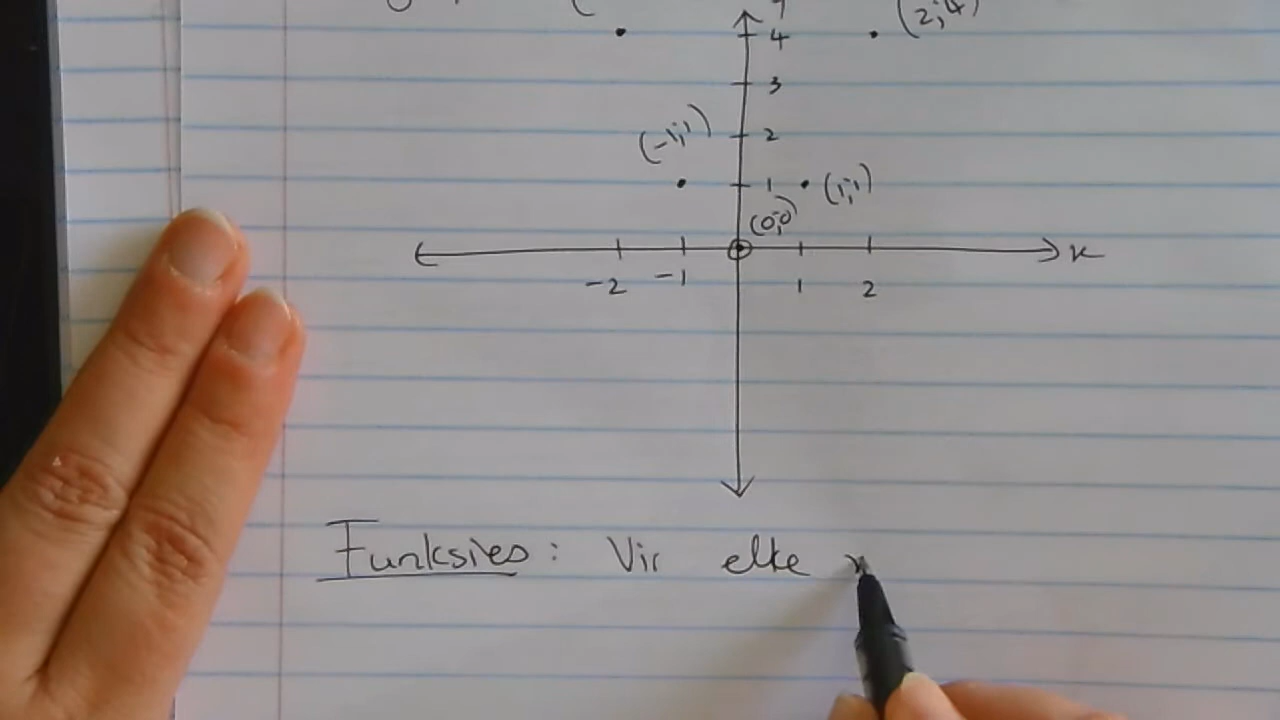 y
(2;4)
4
3
(-1;1)
2
1
(1;1)
(0;0)
x
-2 -1 1 2
Funksies: Vir elke x